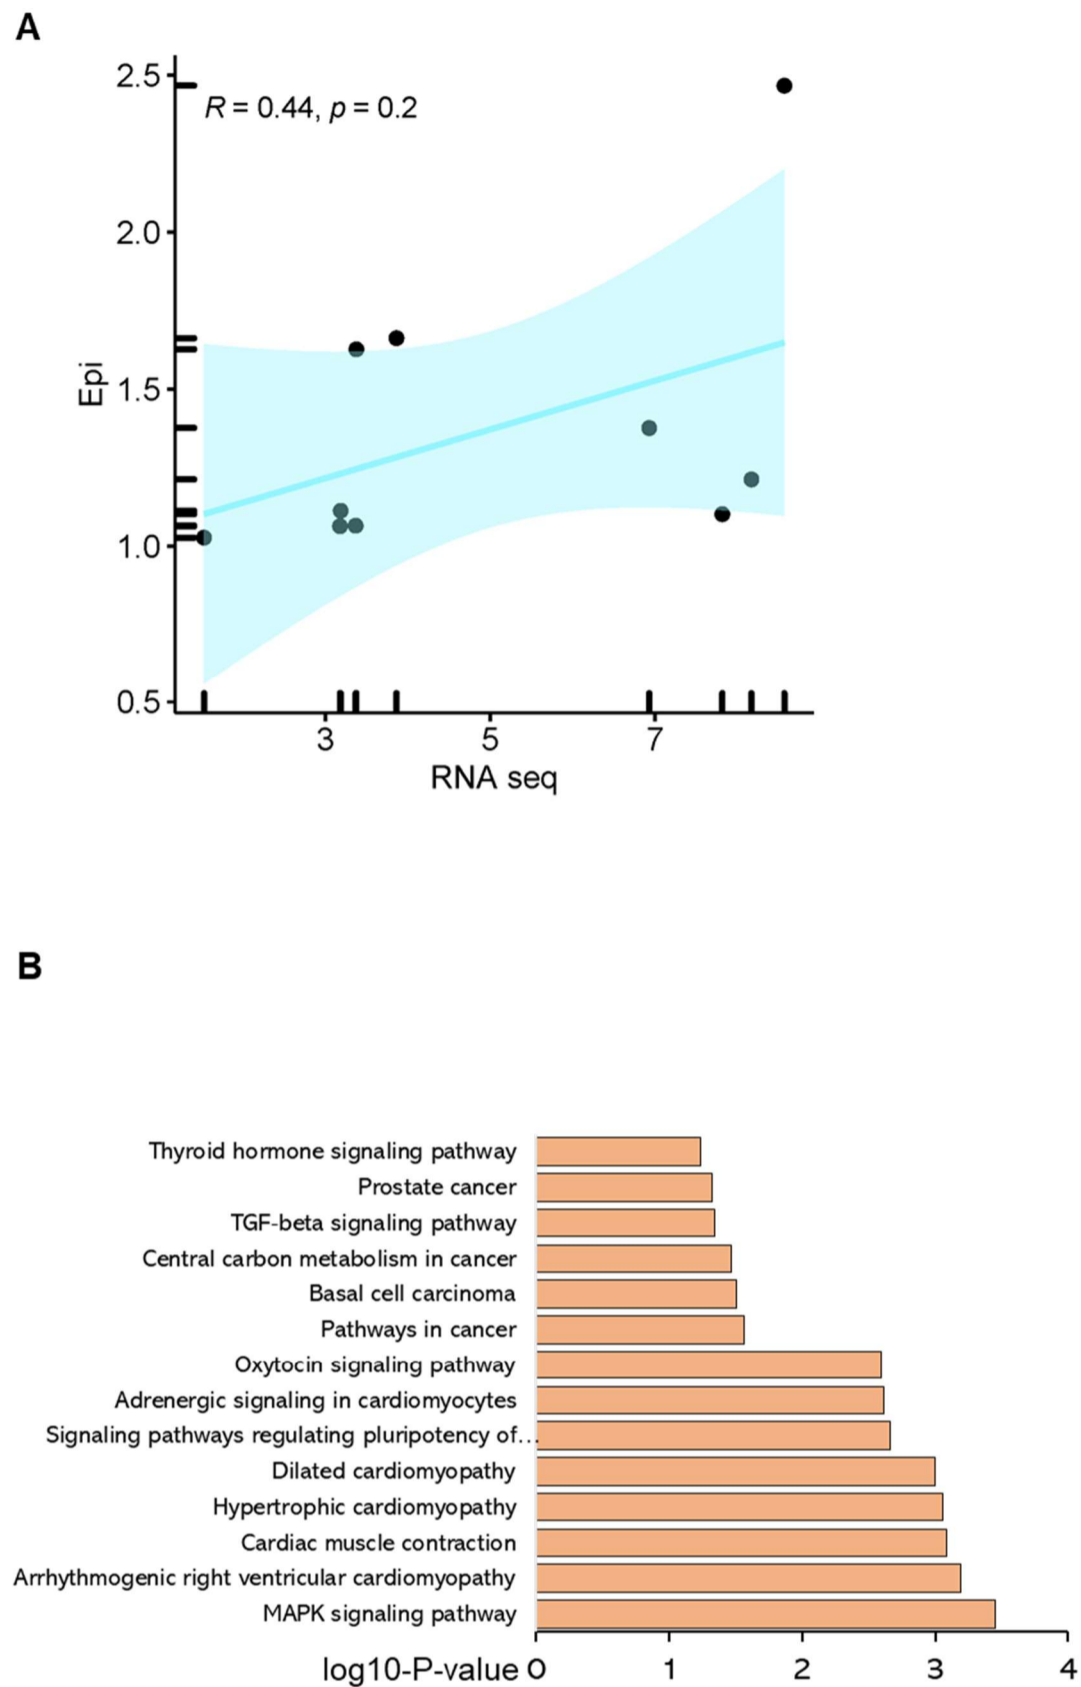 A
2.5
R = 0.44, p = 0.2
2.0
Epi
1.5
1.0
0.5
3 5 7
RNA seq
B
Thyroid hormone signaling pathway
Prostate cancer
TGF-beta signaling pathway
Central carbon metabolism in cancer
Basal cell carcinoma
Pathways in cancer
Oxytocin signaling pathway
Adrenergic signaling in cardiomyocytes
Signaling pathways regulating pluripotency of…
Dilated cardiomyopathy
Hypertrophic cardiomyopathy
Cardiac muscle contraction
Arrhythmogenic right ventricular cardiomyopathy
MAPK signaling pathway
log10-P-value 0 1 2 3 4